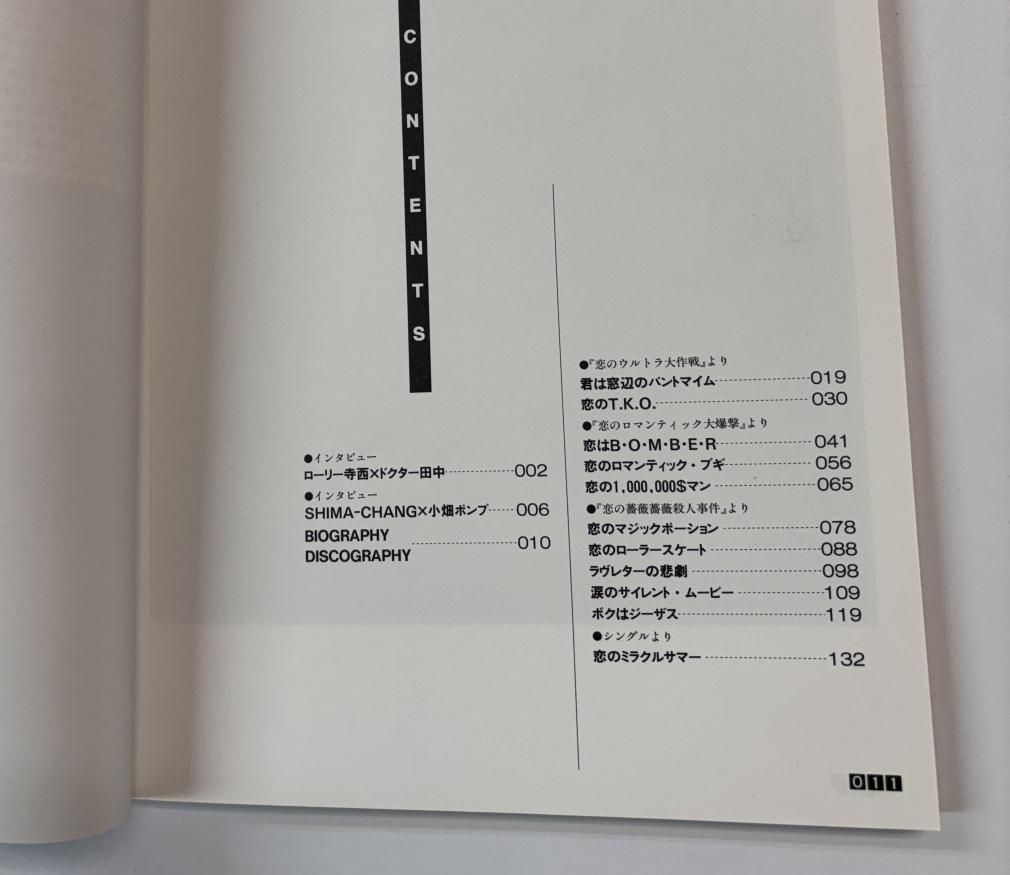 CONTENTS
●インタビュー
ローリー寺西×ドクター田中 002
●インタビュー
SHIMA-CHANG×小畑ポンプ 006
BIOGRAPHY
DISCOGRAPHY 010
●『恋のウルトラ大作戦』より
君は窓辺のパントマイム 019
恋のT.K.O. 030
●『恋のロマンティック大爆撃』より
恋はB・O・M・B・E・R 041
恋のロマンティック・ブギ 056
恋の1,000,000$マン 065
●『恋の薔薇薔薇殺人事件』より
恋のマジックポーション 078
恋のローラースケート 088
ラヴレターの悲劇 098
涙のサイレント・ムービー 109
ボクはジーザス 119
●シングルより
恋のミラクルサマー 132
011